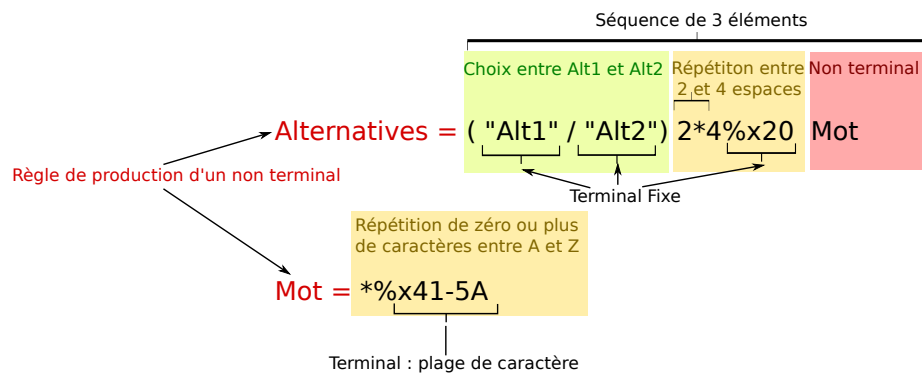 Séquence de 3 éléments
Choix entre Alt1 et Alt2
Répétiton entre
2 et 4 espaces
Non terminal
Alternatives = ( "Alt1" / "Alt2") 2*4%x20 Mot
Règle de production d'un non terminal
Terminal Fixe
Répétition de zéro ou plus
de caractères entre A et Z
Mot = *%x41-5A
Terminal : plage de caractère